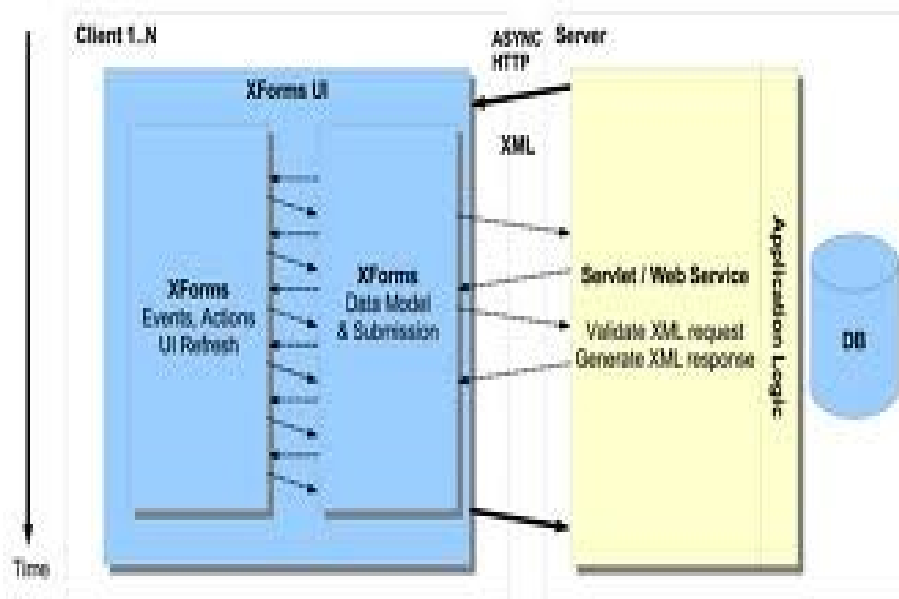 Client 1..N
ASYNC
HTTP
Server
XForms UI
XML
XForms
Events, Actions
UI Refresh
XForms
Data Model
& Submission
Servlet / Web Service
Validate XML request
Generate XML response
Application Logic
DB
Time